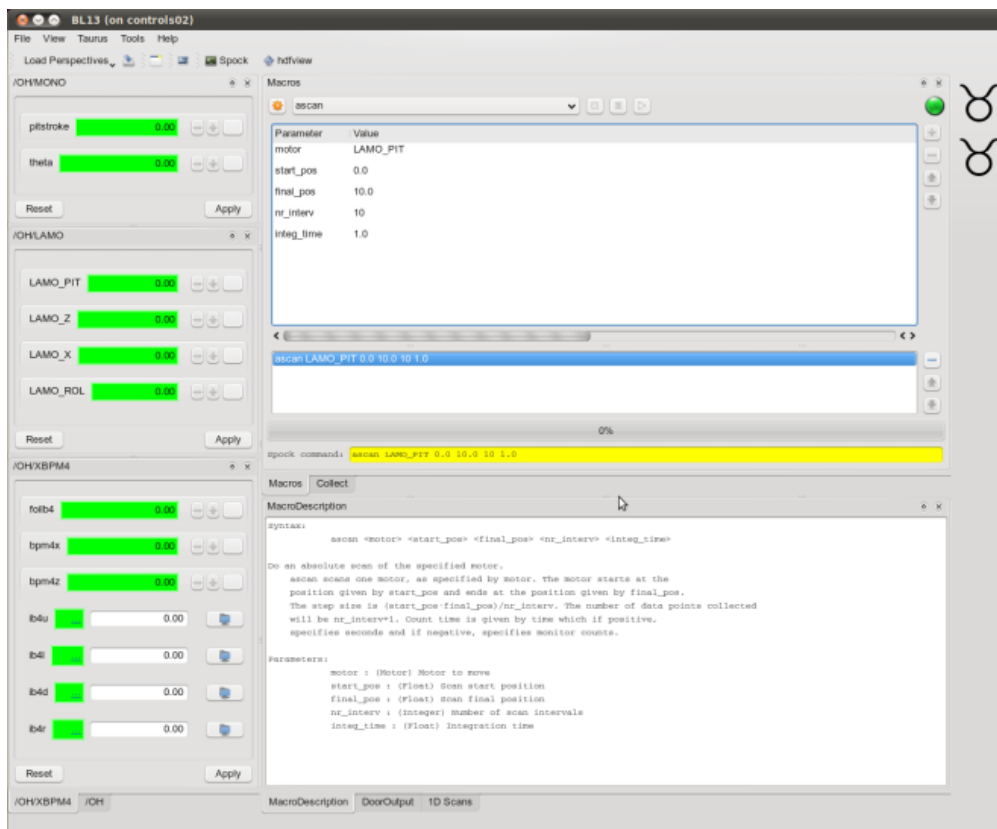 BL13 (on controls02)
File View Taurus Tools Help
Load Perspectives Spock hdfview
/OH/MONO
pitstroke 0.00
theta 0.00
Reset Apply
/OH/LAMO
LAMO_PIT 0.00
LAMO_Z 0.00
LAMO_X 0.00
LAMO_ROL 0.00
Reset Apply
/OH/XBPM4
foilb4 0.00
bpm4x 0.00
bpm4z 0.00
ib4u ... 0.00
ib4l ... 0.00
ib4d ... 0.00
ib4r ... 0.00
Reset Apply
/OH/XBPM4 /OH
Macros
ascan
Parameter Value
motor LAMO_PIT
start_pos 0.0
final_pos 10.0
nr_interv 10
integ_time 1.0
ascan LAMO_PIT 0.0 10.0 10 1.0
0%
Spock command: ascan LAMO_PIT 0.0 10.0 10 1.0
Macros Collect
MacroDescription
Syntax:
ascan <motor> <start_pos> <final_pos> <nr_interv> <integ_time>
Do an absolute scan of the specified motor.
ascan scans one motor, as specified by motor. The motor starts at the
position given by start_pos and ends at the position given by final_pos.
The step size is (start_pos-final_pos)/nr_interv. The number of data points collected
will be nr_interv+1. Count time is given by time which if positive,
specifies seconds and if negative, specifies monitor counts.
Parameters:
motor : (Motor) Motor to move
start_pos : (Float) Scan start position
final_pos : (Float) Scan final position
nr_interv : (Integer) Number of scan intervals
integ_time : (Float) Integration time
MacroDescription DoorOutput 1D Scans